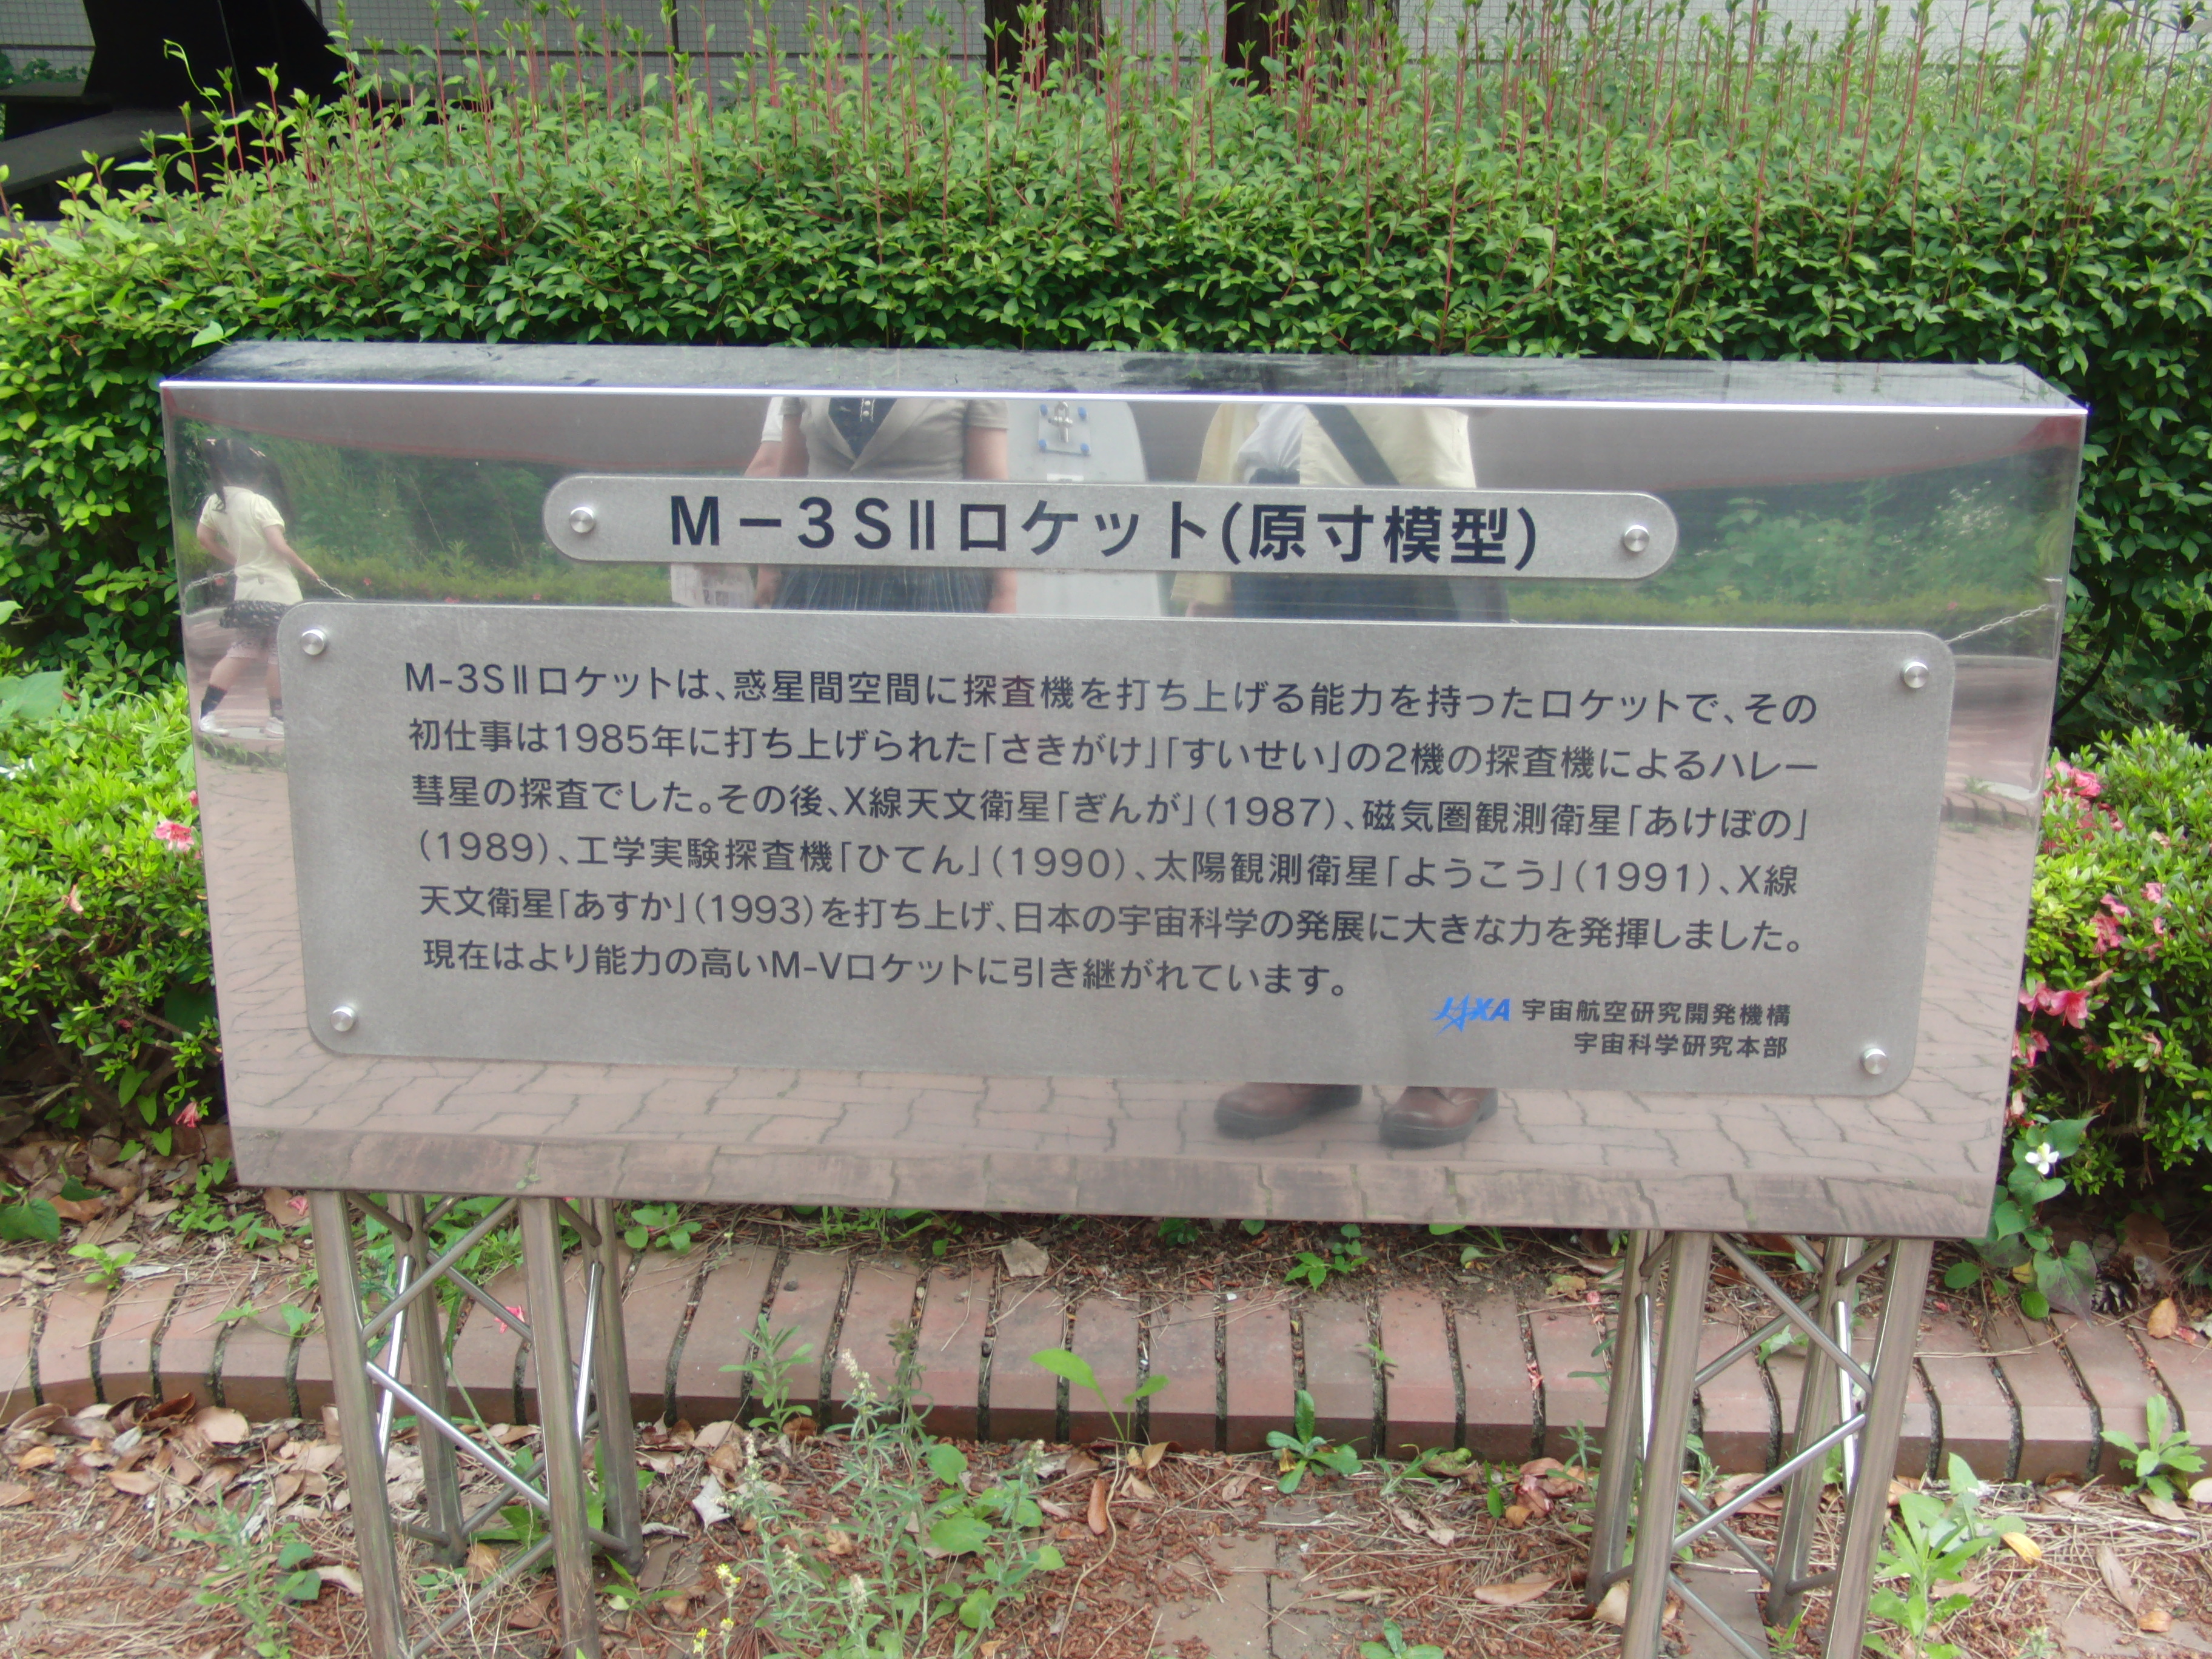 M－3SⅡロケット(原寸模型)
M-3SⅡロケットは、惑星間空間に探査機を打ち上げる能力を持ったロケットで、その
初仕事は1985年に打ち上げられた「さきがけ」「すいせい」の2機の探査機によるハレー
彗星の探査でした。その後、X線天文衛星「ぎんが」(1987)、磁気圏観測衛星「あけぼの」
(1989)、工学実験探査機「ひてん」(1990)、太陽観測衛星「ようこう」(1991)、X線
天文衛星「あすか」(1993)を打ち上げ、日本の宇宙科学の発展に大きな力を発揮しました。
現在はより能力の高いM-Vロケットに引き継がれています。
JAXA 宇宙航空研究開発機構
宇宙科学研究本部